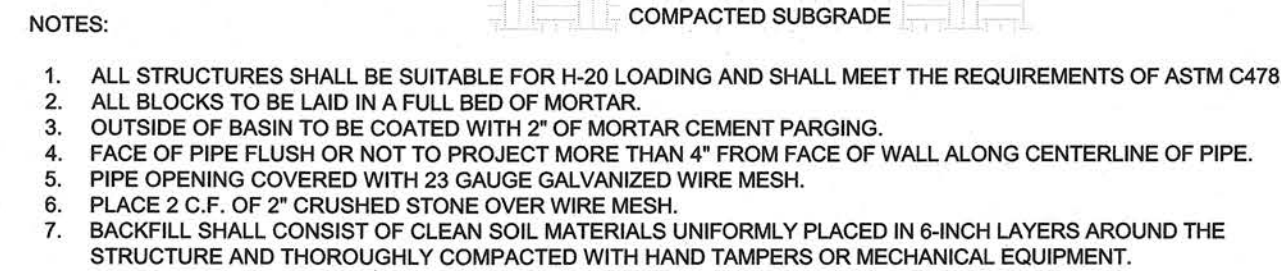 COMPACTED SUBGRADE
NOTES:
1. ALL STRUCTURES SHALL BE SUITABLE FOR H-20 LOADING AND SHALL MEET THE REQUIREMENTS OF ASTM C478
2. ALL BLOCKS TO BE LAID IN A FULL BED OF MORTAR.
3. OUTSIDE OF BASIN TO BE COATED WITH 2" OF MORTAR CEMENT PARGING.
4. FACE OF PIPE FLUSH OR NOT TO PROJECT MORE THAN 4" FROM FACE OF WALL ALONG CENTERLINE OF PIPE.
5. PIPE OPENING COVERED WITH 23 GAUGE GALVANIZED WIRE MESH.
6. PLACE 2 C.F. OF 2" CRUSHED STONE OVER WIRE MESH.
7. BACKFILL SHALL CONSIST OF CLEAN SOIL MATERIALS UNIFORMLY PLACED IN 6-INCH LAYERS AROUND THE
STRUCTURE AND THOROUGHLY COMPACTED WITH HAND TAMPERS OR MECHANICAL EQUIPMENT.